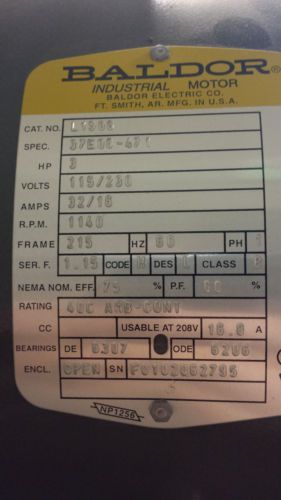 BALDOR®
INDUSTRIAL MOTOR
BALDOR ELECTRIC CO.
FT. SMITH, AR. MFG. IN U.S.A.
CAT. NO.
SPEC.
HP 3
VOLTS 115/230
AMPS 32/16
R.P.M. 1140
FRAME 215 HZ 60 PH 1
SER. F. 1.15 CODE H DES L CLASS B
NEMA NOM. EFF. 75 % P.F. %
RATING 40C AMB-CONT
CC USABLE AT 208V A
BEARINGS DE 6307 ODE 6206
ENCL. OPEN SN
NP1256